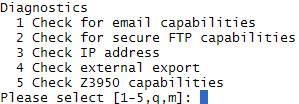 Diagnostics
1 Check for email capabilities
2 Check for secure FTP capabilities
3 Check IP address
4 Check external export
5 Check Z3950 capabilities
Please select [1-5,q,m]: